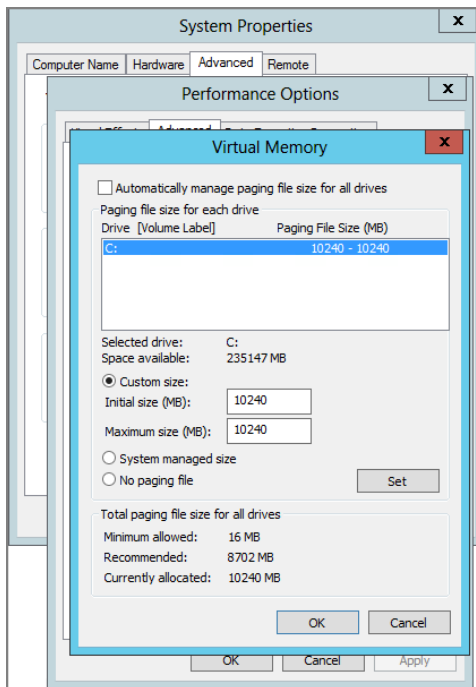 System Properties
x
Computer Name Hardware Advanced Remote
Performance Options
x
Advanced
Virtual Memory
x
Automatically manage paging file size for all drives
Paging file size for each drive
Drive [Volume Label] Paging File Size (MB)
C: 10240 - 10240
Selected drive: C:
Space available: 235147 MB
Custom size:
Initial size (MB): 10240
Maximum size (MB): 10240
System managed size
No paging file
Set
Total paging file size for all drives
Minimum allowed: 16 MB
Recommended: 8702 MB
Currently allocated: 10240 MB
OK Cancel
OK Cancel Apply